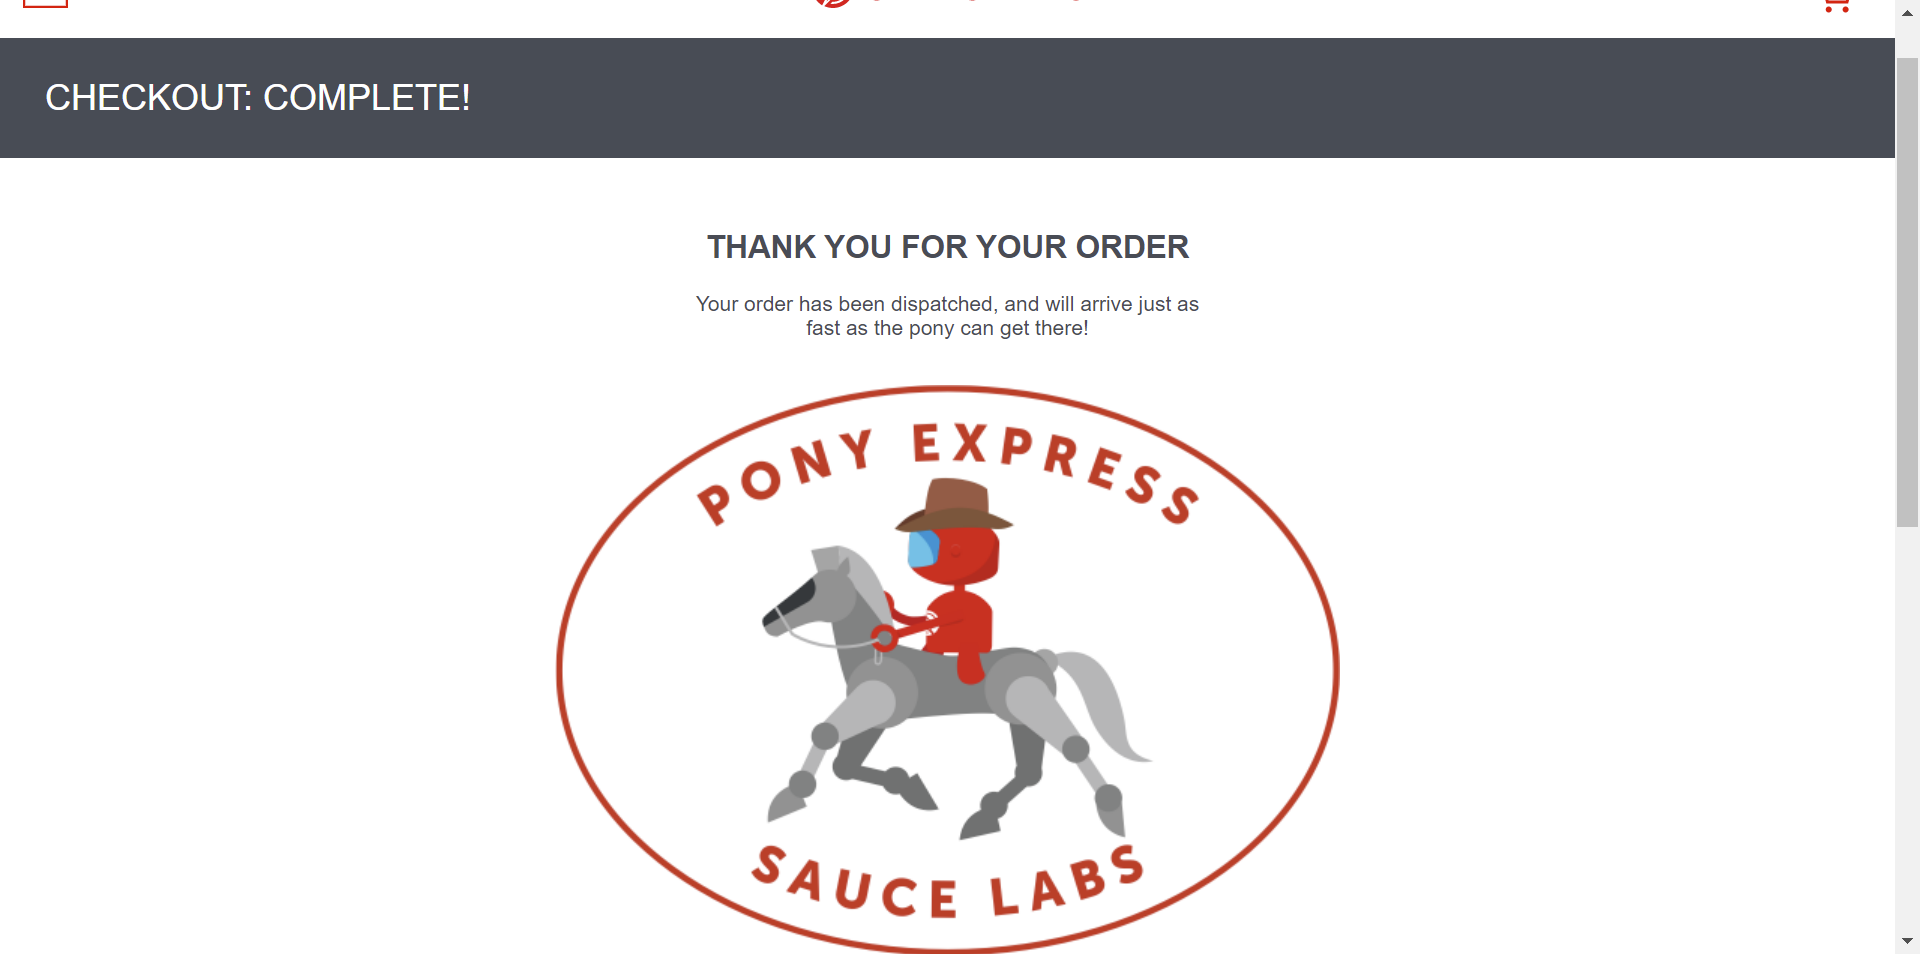 CHECKOUT: COMPLETE!
THANK YOU FOR YOUR ORDER
Your order has been dispatched, and will arrive just as
fast as the pony can get there!
PONY EXPRESS
SAUCE LABS